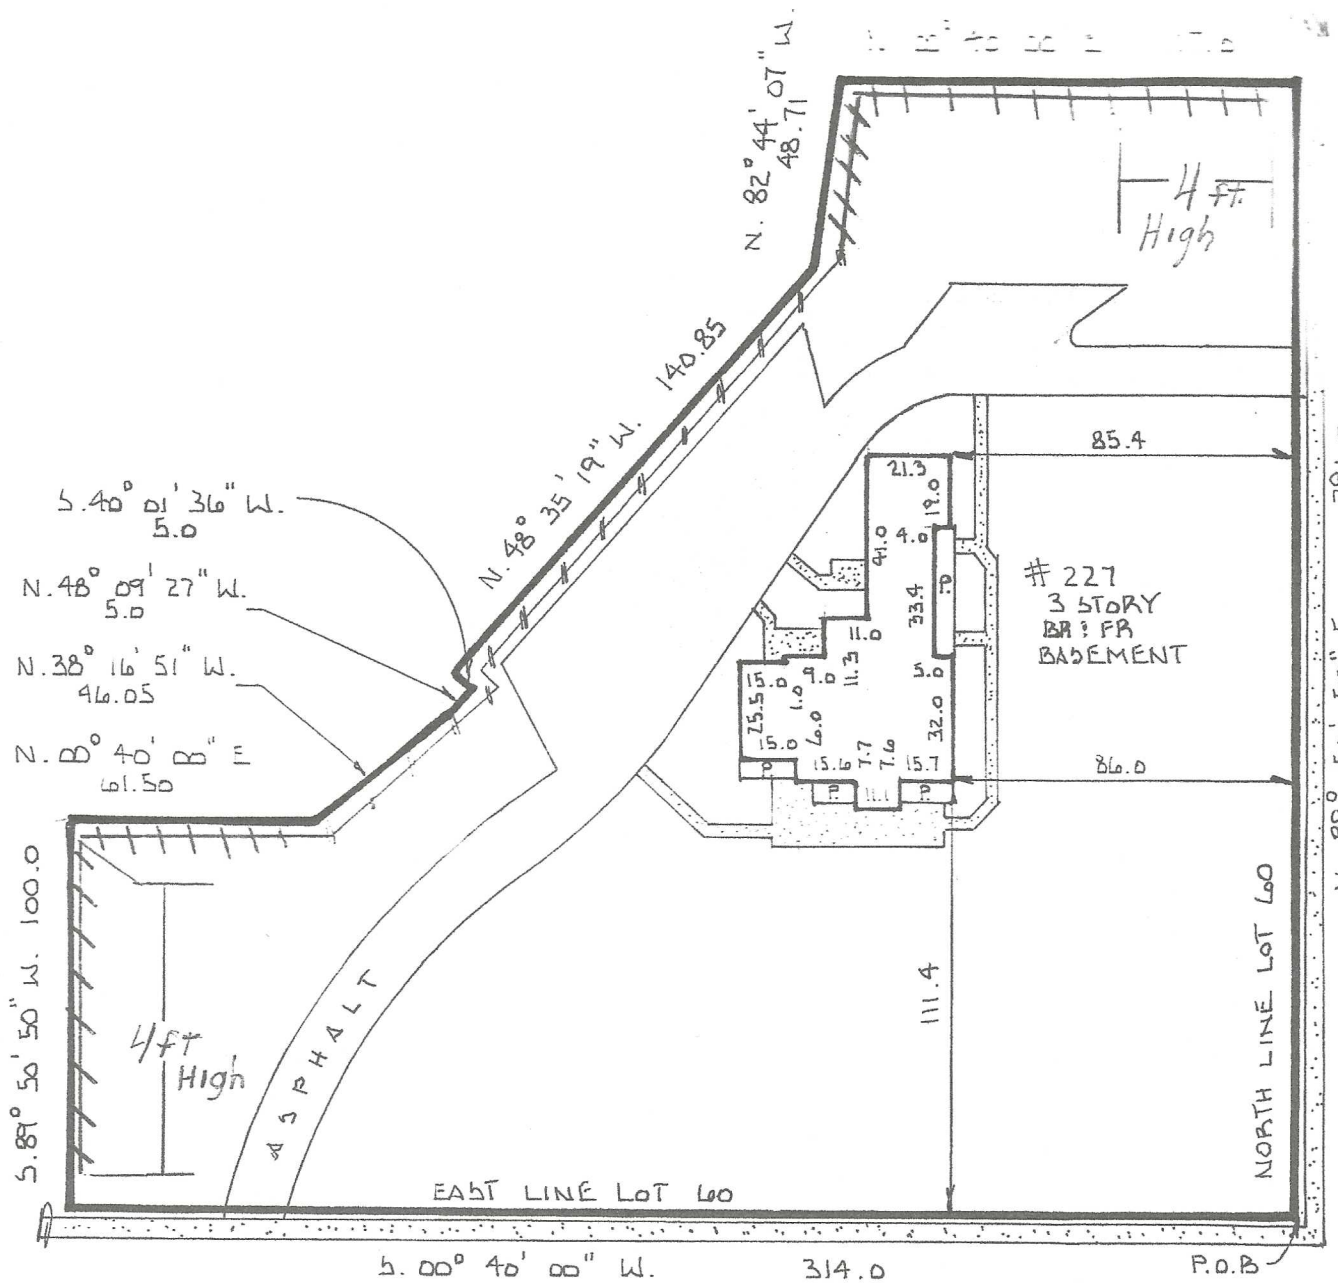 N. 82° 44' 07" W.
48.71
4 ft.
High
140.85
N. 48° 35' 19" W.
85.4
21.3
19.0
4.0
41.0
33.4
P.
# 227
3 STORY
BR & FR
BASEMENT
S. 40° 01' 36" W.
5.0
N. 48° 09' 27" W.
5.0
N. 38° 16' 51" W.
46.05
N. 00° 40' 00" E
61.50
11.0
11.3
9.0
15.0
1.0
25.5
5.0
32.0
6.0
15.0
15.6
7.7
7.6
15.7
86.0
P.
P.
11.1
P.
S. 89° 50' 50" W. 100.0
4 ft
High
ASPHALT
111.4
NORTH LINE LOT 60
EAST LINE LOT 60
S. 00° 40' 00" W. 314.0
P.O.B